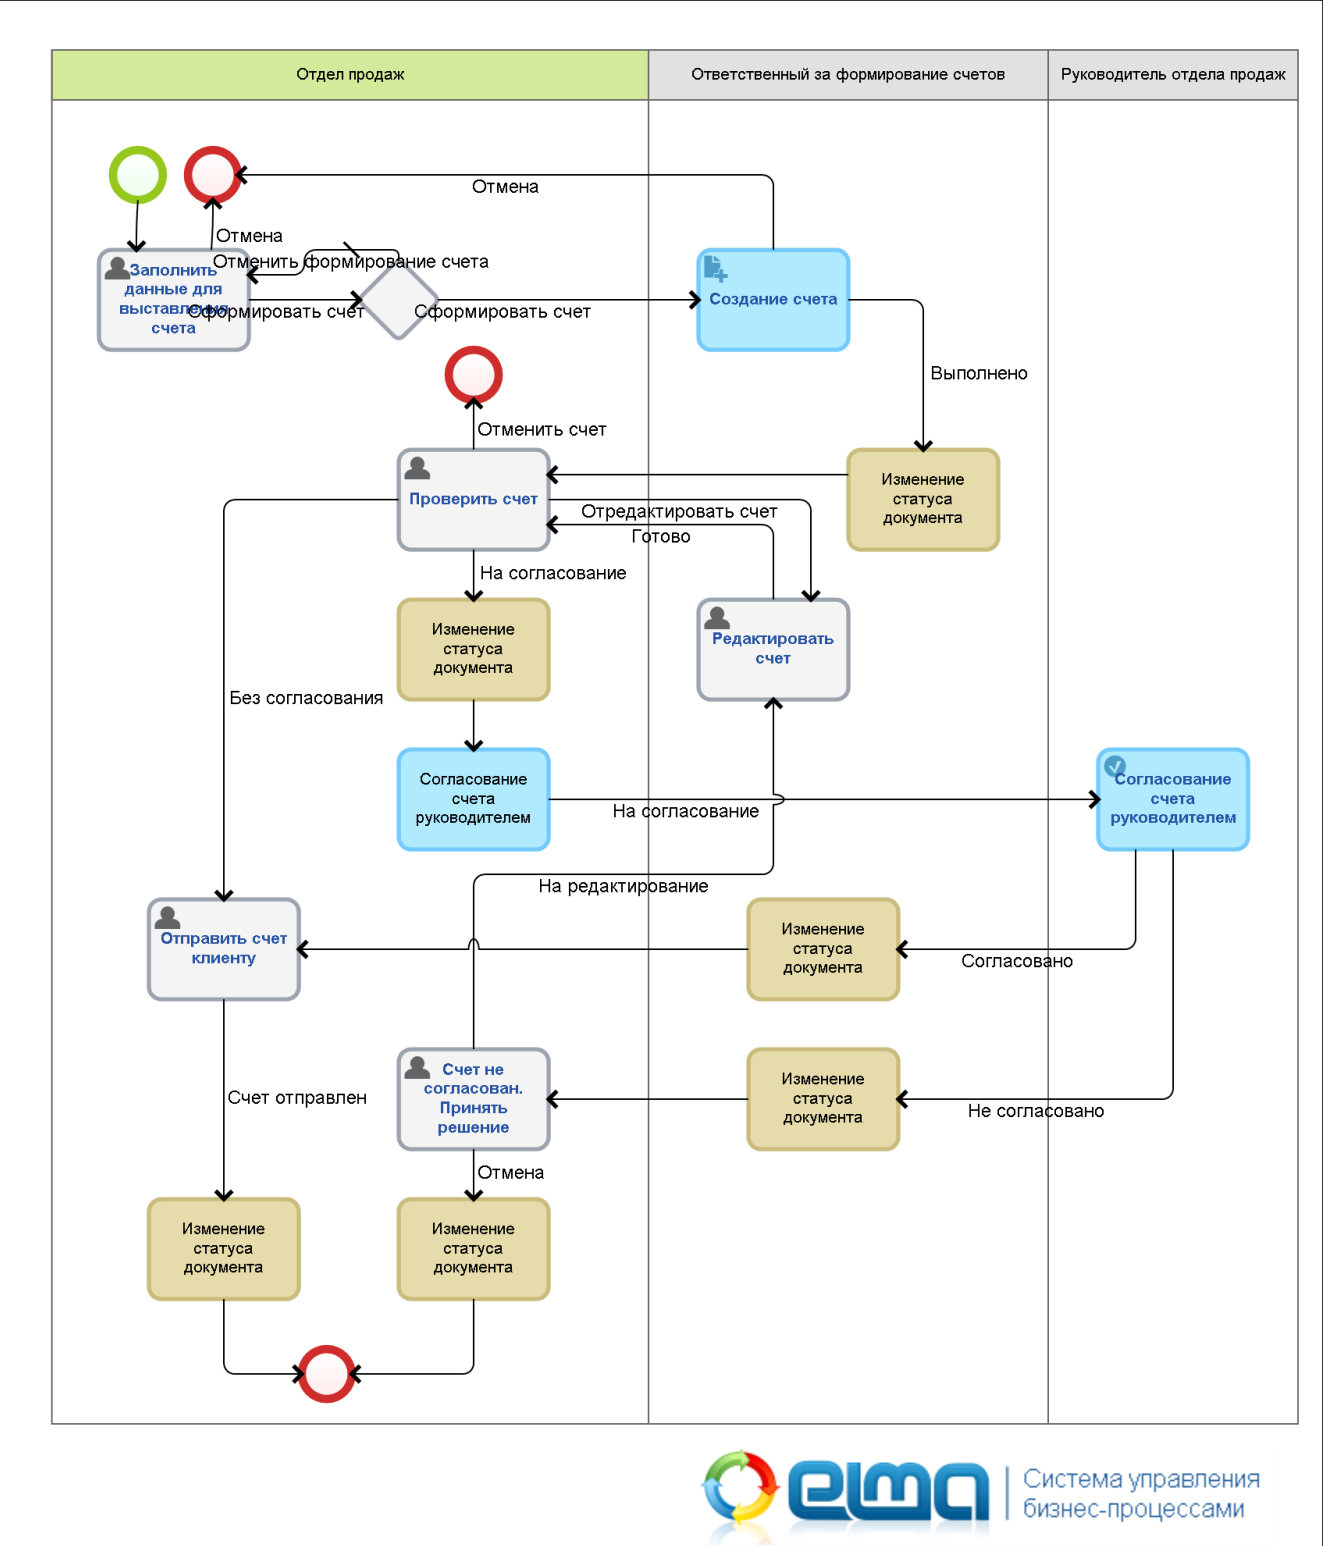 Отдел продаж
Ответственный за формирование счетов
Руководитель отдела продаж
Отмена
Отмена
Отменить формирование счета
Заполнить
данные для
выставления
счета
Сформировать счет
Сформировать счет
Создание счета
Выполнено
Отменить счет
Проверить счет
Изменение
статуса
документа
Отредактировать счет
Готово
На согласование
Изменение
статуса
документа
Редактировать
счет
Без согласования
Согласование
счета
руководителем
На согласование
Согласование
счета
руководителем
На редактирование
Отправить счет
клиенту
Изменение
статуса
документа
Согласовано
Счет отправлен
Счет не
согласован.
Принять
решение
Изменение
статуса
документа
Не согласовано
Отмена
Изменение
статуса
документа
Изменение
статуса
документа
elma
Система управления
бизнес-процессами